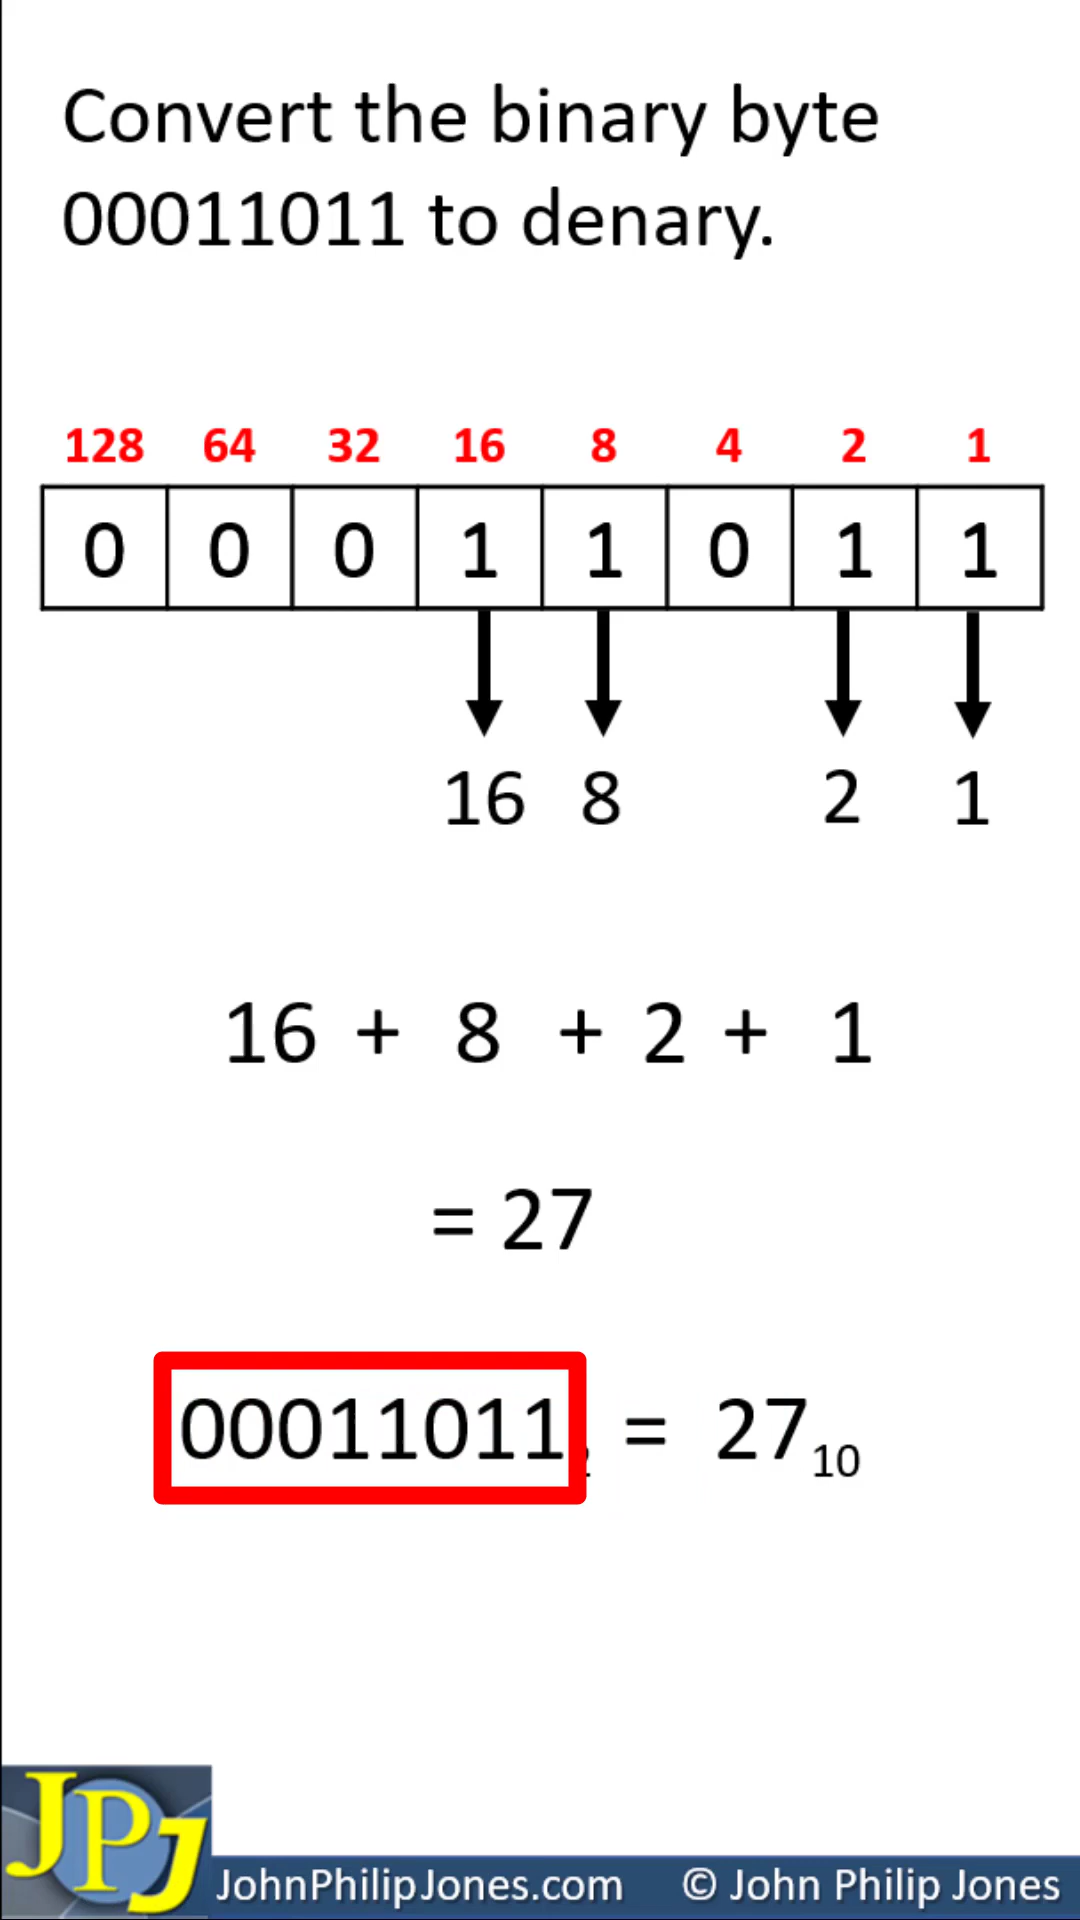 Convert the binary byte
00011011 to denary.
128 64 32 16 8 4 2 1
0 0 0 1 1 0 1 1
16 8 2 1
16 + 8 + 2 + 1
= 27
00011011 = 27₁₀
JPJ
JohnPhilipJones.com © John Philip Jones